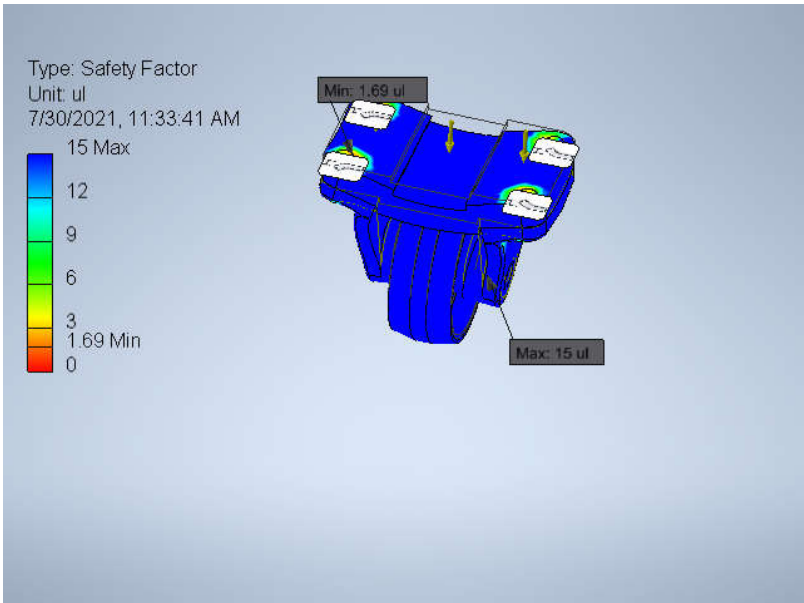 Type: Safety Factor
Unit: ul
7/30/2021, 11:33:41 AM
15 Max
12
9
6
3
1.69 Min
0
Min: 1.69 ul
Max: 15 ul